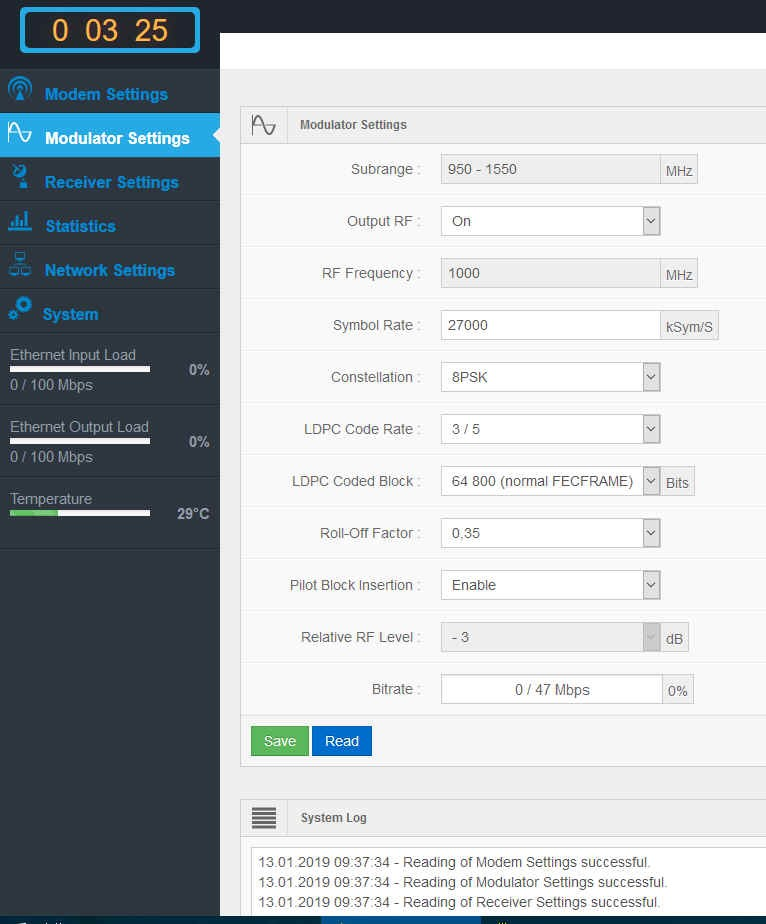 0 03 25
Modem Settings
Modulator Settings
Receiver Settings
Statistics
Network Settings
System
Ethernet Input Load
0%
0 / 100 Mbps
Ethernet Output Load
0%
0 / 100 Mbps
Temperature
29°C
Modulator Settings
Subrange : 950 - 1550 MHz
Output RF : On
RF Frequency : 1000 MHz
Symbol Rate : 27000 kSym/S
Constellation : 8PSK
LDPC Code Rate : 3 / 5
LDPC Coded Block : 64 800 (normal FECFRAME) Bits
Roll-Off Factor : 0,35
Pilot Block Insertion : Enable
Relative RF Level : - 3 dB
Bitrate : 0 / 47 Mbps 0%
Save Read
System Log
13.01.2019 09:37:34 - Reading of Modem Settings successful.
13.01.2019 09:37:34 - Reading of Modulator Settings successful.
13.01.2019 09:37:34 - Reading of Receiver Settings successful.